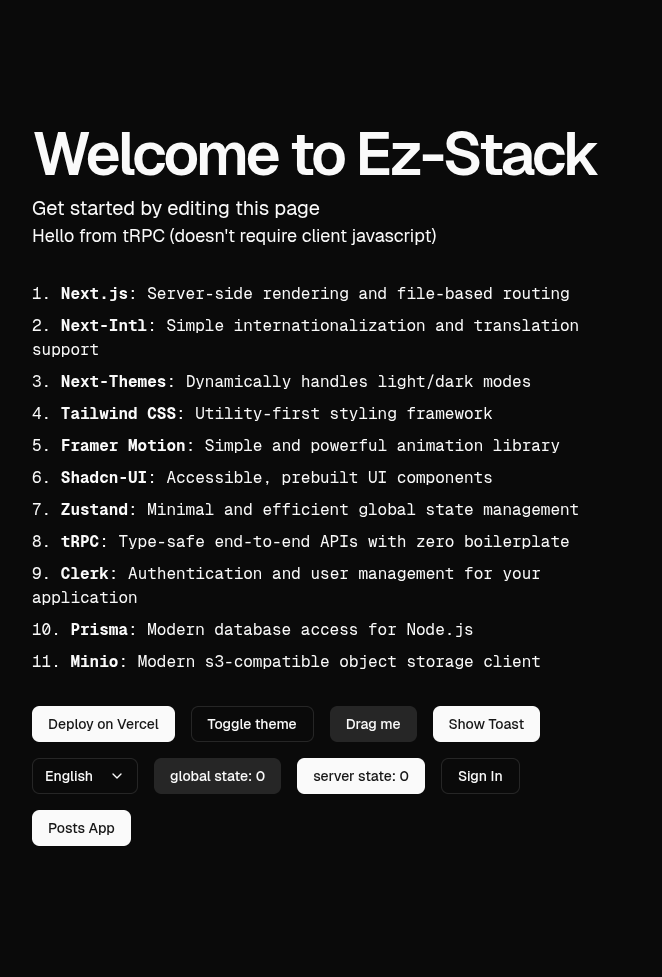 Welcome to Ez-Stack
Get started by editing this page
Hello from tRPC (doesn't require client javascript)
1. Next.js: Server-side rendering and file-based routing
2. Next-Intl: Simple internationalization and translation
support
3. Next-Themes: Dynamically handles light/dark modes
4. Tailwind CSS: Utility-first styling framework
5. Framer Motion: Simple and powerful animation library
6. Shadcn-UI: Accessible, prebuilt UI components
7. Zustand: Minimal and efficient global state management
8. tRPC: Type-safe end-to-end APIs with zero boilerplate
9. Clerk: Authentication and user management for your
application
10. Prisma: Modern database access for Node.js
11. Minio: Modern s3-compatible object storage client
Deploy on Vercel Toggle theme Drag me Show Toast
English global state: 0 server state: 0 Sign In
Posts App